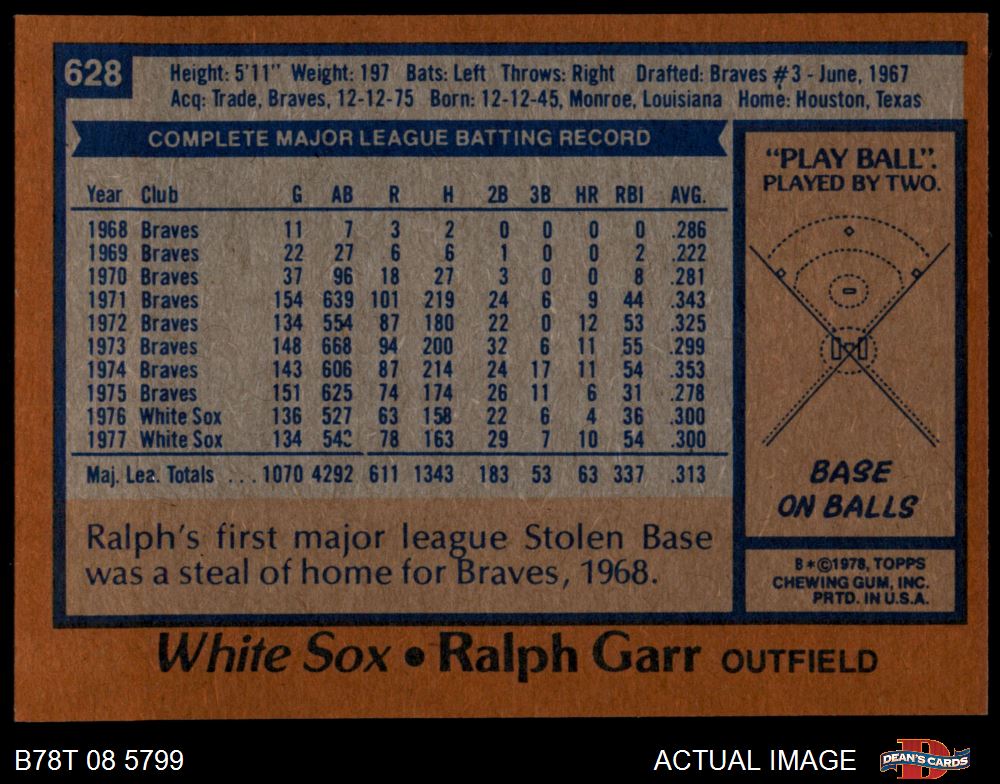 628
Height: 5'11" Weight: 197 Bats: Left Throws: Right Drafted: Braves #3 - June, 1967
Acq: Trade, Braves, 12-12-75 Born: 12-12-45, Monroe, Louisiana Home: Houston, Texas
COMPLETE MAJOR LEAGUE BATTING RECORD
Year Club G AB R H 2B 3B HR RBI AVG.
1968 Braves 11 7 3 2 0 0 0 0 .286
1969 Braves 22 27 6 6 1 0 0 2 .222
1970 Braves 37 96 18 27 3 0 0 8 .281
1971 Braves 154 639 101 219 24 6 9 44 .343
1972 Braves 134 554 87 180 22 0 12 53 .325
1973 Braves 148 668 94 200 32 6 11 55 .299
1974 Braves 143 606 87 214 24 17 11 54 .353
1975 Braves 151 625 74 174 26 11 6 31 .278
1976 White Sox 136 527 63 158 22 6 4 36 .300
1977 White Sox 134 78 163 29 7 10 54 .300
Maj. Lea. Totals ... 1070 4292 611 1343 183 53 63 337 .313
Ralph's first major league Stolen Base
was a steal of home for Braves, 1968.
"PLAY BALL".
PLAYED BY TWO.
BASE
ON BALLS
B*©1978, TOPPS
CHEWING GUM, INC.
PRTD. IN U.S.A.
White Sox • Ralph Garr OUTFIELD
B78T 08 5799
ACTUAL IMAGE
D
DEAN'S CARDS